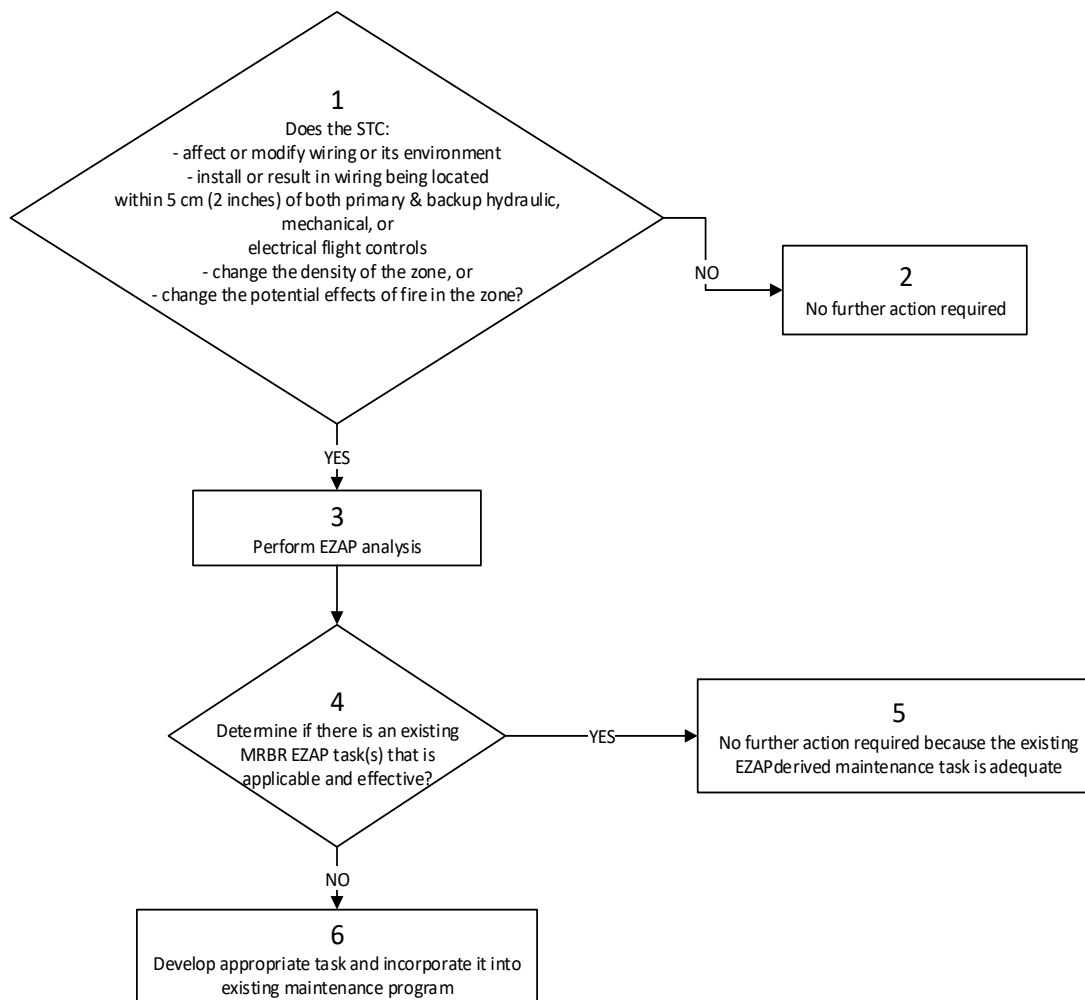 1
Does the STC:
- affect or modify wiring or its environment
- install or result in wiring being located
within 5 cm (2 inches) of both primary & backup hydraulic,
mechanical, or
electrical flight controls
- change the density of the zone, or
- change the potential effects of fire in the zone?
NO
2
No further action required
YES
3
Perform EZAP analysis
4
Determine if there is an existing
MRBR EZAP task(s) that is
applicable and effective?
YES
5
No further action required because the existing
EZAPderived maintenance task is adequate
NO
6
Develop appropriate task and incorporate it into
existing maintenance program